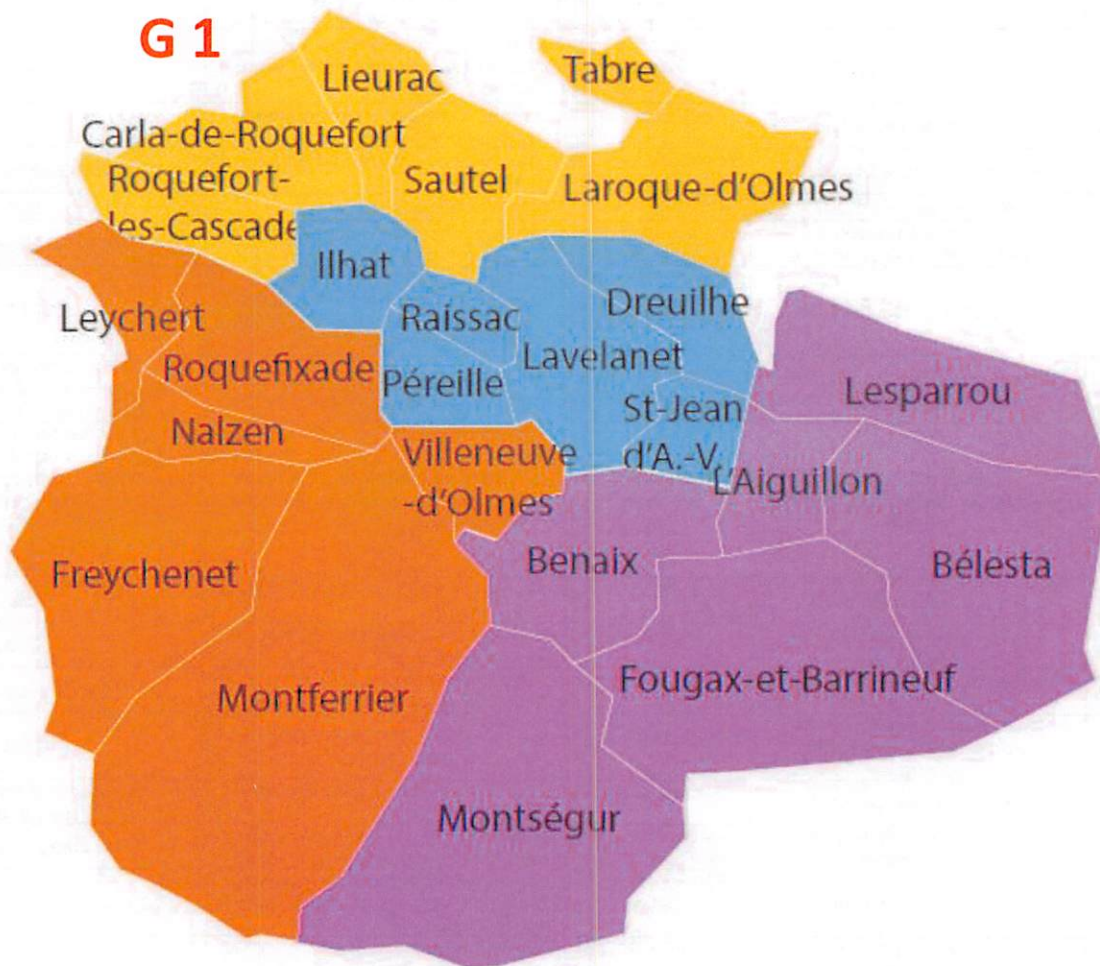 G 1
Lieurac
Tabre
Carla-de-Roquefort
Roquefort-
les-Cascade
Sautel
Laroque-d'Olmes
Ilhat
Leychert
Raissac
Dreuilhe
Roquefixade
Péreille
Lavelanet
Lesparrou
Nalzen
St-Jean
d'A.-V.
Villeneuve
-d'Olmes
L'Aiguillon
Freychenet
Benaix
Bélesta
Montferrier
Fougax-et-Barrineuf
Montségur